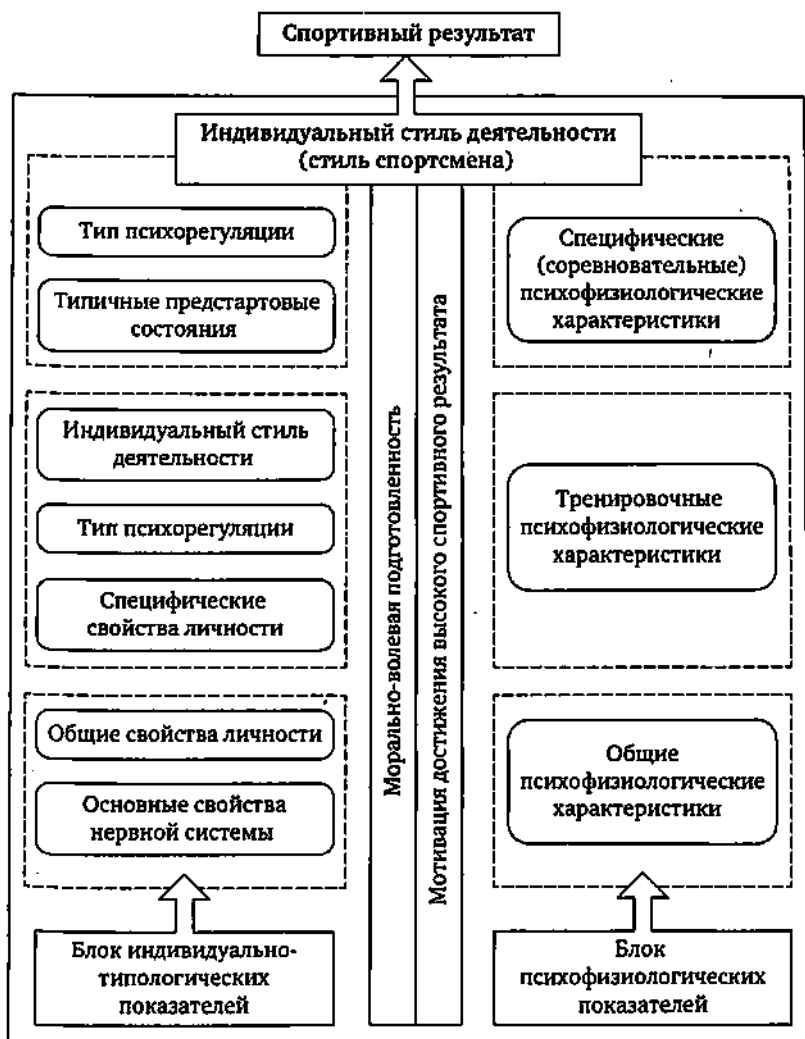 Спортивный результат
Индивидуальный стиль деятельности
(стиль спортсмена)
Тип психорегуляции
Типичные предстартовые
состояния
Индивидуальный стиль
деятельности
Тип психорегуляции
Специфические
свойства личности
Общие свойства личности
Основные свойства
нервной системы
Блок индивидуально-
типологических
показателей
Морально-волевая подготовленность
Мотивация достижения высокого спортивного результата
Специфические
(соревновательные)
психофизиологические
характеристики
Тренировочные
психофизиологические
характеристики
Общие
психофизиологические
характеристики
Блок
психофизиологических
показателей